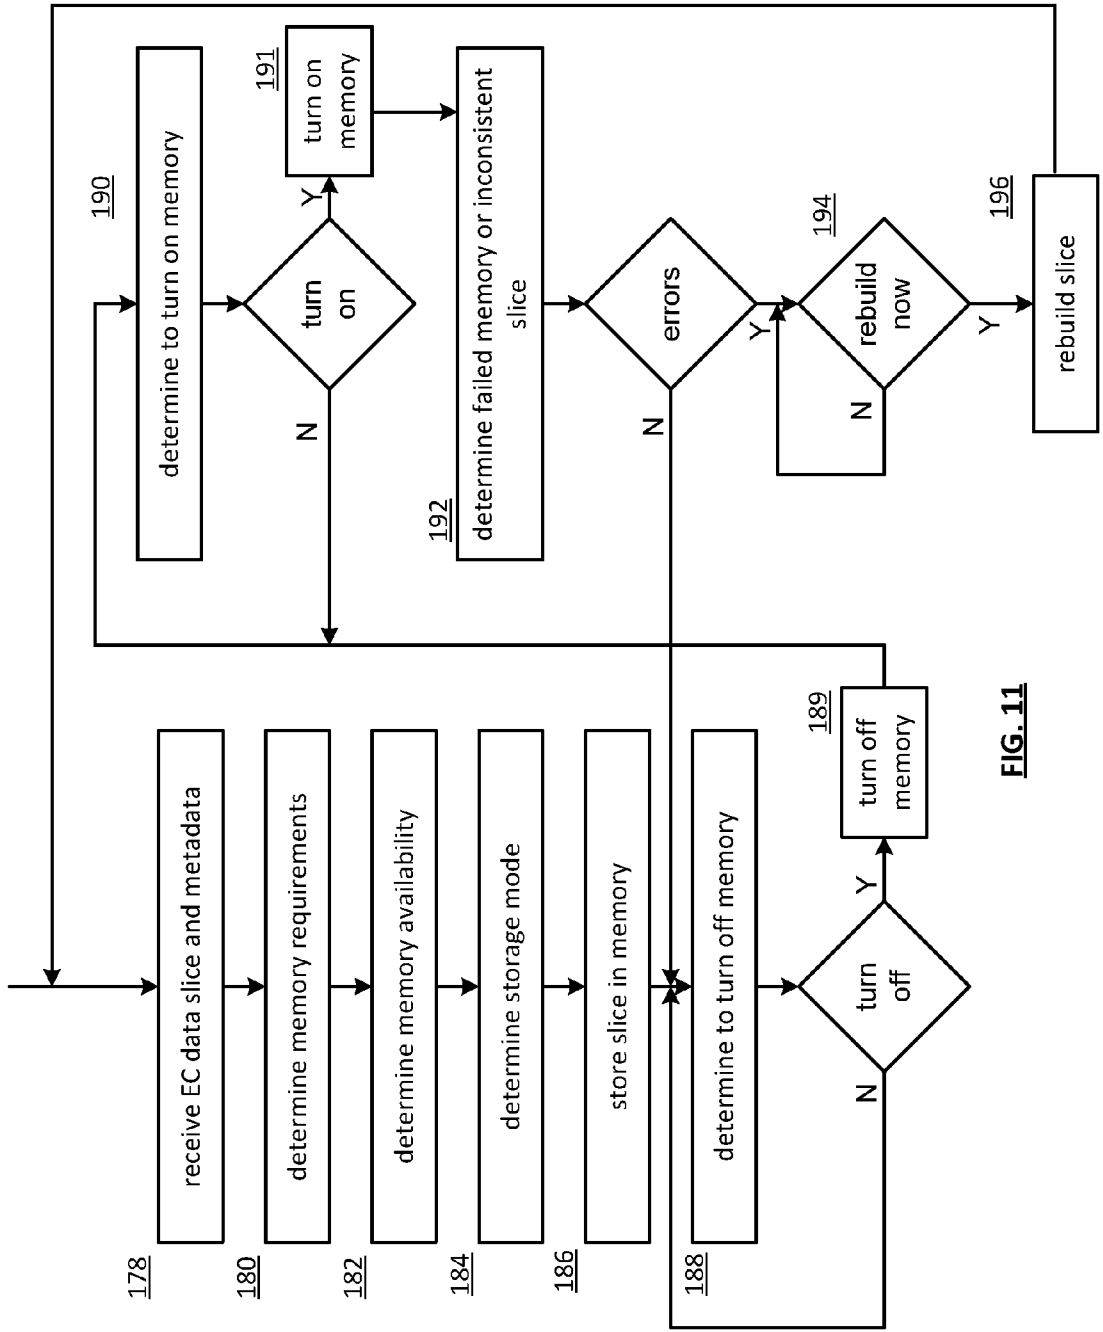 178
receive EC data slice and metadata
180
determine memory requirements
182
determine memory availability
184
determine storage mode
186
store slice in memory
188
determine to turn off memory
turn
off
N
Y
189
turn off
memory
190
determine to turn on memory
turn
on
N
Y
191
turn on
memory
192
determine failed memory or inconsistent
slice
errors
N
Y
194
rebuild
now
N
Y
196
rebuild slice
FIG. 11